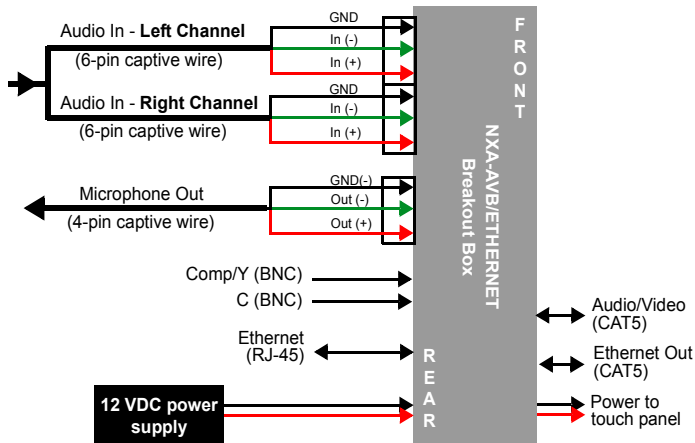 GND
Audio In - Left Channel
In (-)
(6-pin captive wire)
In (+)
GND
Audio In - Right Channel
In (-)
(6-pin captive wire)
In (+)
GND(-)
Microphone Out
Out (-)
(4-pin captive wire)
Out (+)
Comp/Y (BNC)
C (BNC)
Ethernet
(RJ-45)
12 VDC power
supply
FRONT
NXA-AVB/ETHERNET
Breakout Box
REAR
Audio/Video
(CAT5)
Ethernet Out
(CAT5)
Power to
touch panel